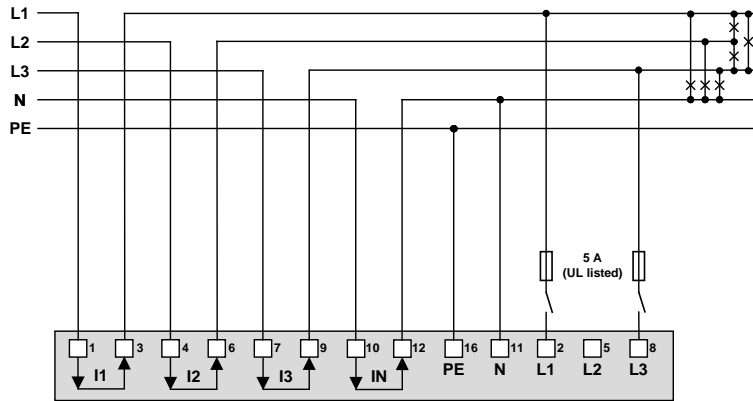 L1
L2
L3
N
PE
5 A
(UL listed)
1 3 4 6 7 9 10 12 16 11 2 5 8
I1 I2 I3 IN PE N L1 L2 L3